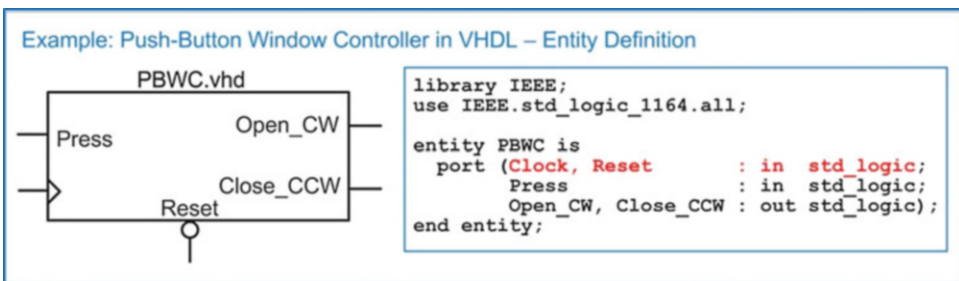 Example: Push-Button Window Controller in VHDL – Entity Definition
PBWC.vhd
Press
Open_CW
Close_CCW
Reset
library IEEE;
use IEEE.std_logic_1164.all;
entity PBWC is
port (Clock, Reset : in std_logic;
Press : in std_logic;
Open_CW, Close_CCW : out std_logic);
end entity;